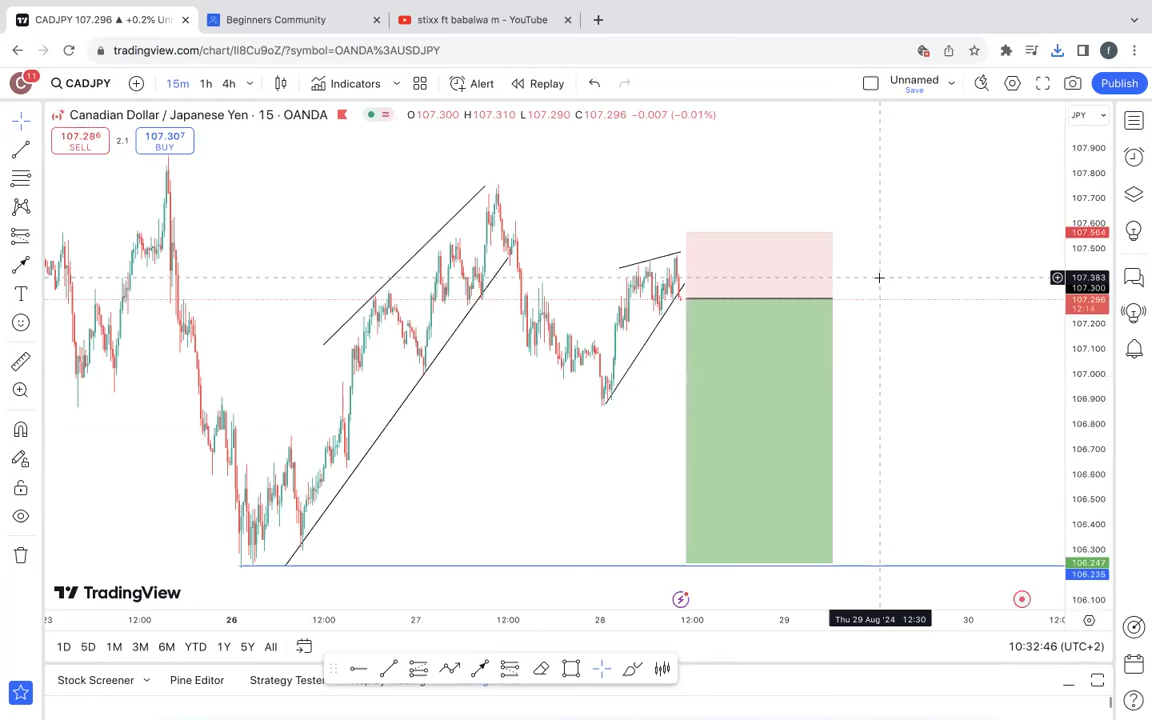 CADJPY 107.296 ▲ +0.2% Un
Beginners Community
stixx ft babalwa m - YouTube
tradingview.com/chart/Il8Cu9oZ/?symbol=OANDA%3AUSDJPY
f
C
11
CADJPY
15m
1h
4h
Indicators
Alert
Replay
Unnamed
Save
Publish
Canadian Dollar / Japanese Yen · 15 · OANDA
O107.300 H107.310 L107.290 C107.296 −0.007 (−0.01%)
JPY
107.286
SELL
2.1
107.307
BUY
107.900
107.800
107.700
107.600
107.564
107.500
107.383
107.300
107.296
12:14
107.200
107.100
107.000
106.900
106.800
106.700
106.600
106.500
106.400
106.300
106.247
106.235
106.100
TradingView
23
12:00
26
12:00
27
12:00
28
12:00
29
Thu 29 Aug '24 12:30
30
1D
5D
1M
3M
6M
YTD
1Y
5Y
All
10:32:46 (UTC+2)
Stock Screener
Pine Editor
Strategy Tester